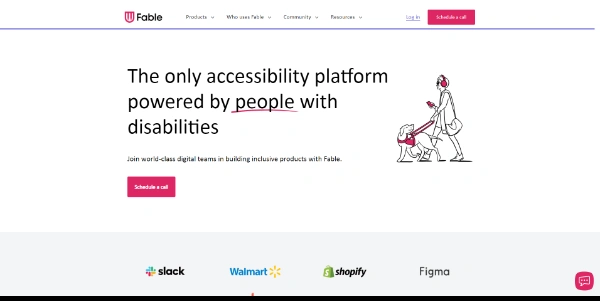 Fable
Products
Who uses Fable
Community
Resources
Log in
Schedule a call
The only accessibility platform
powered by people with
disabilities
Join world-class digital teams in building inclusive products with Fable.
Schedule a call
slack
Walmart
shopify
Figma